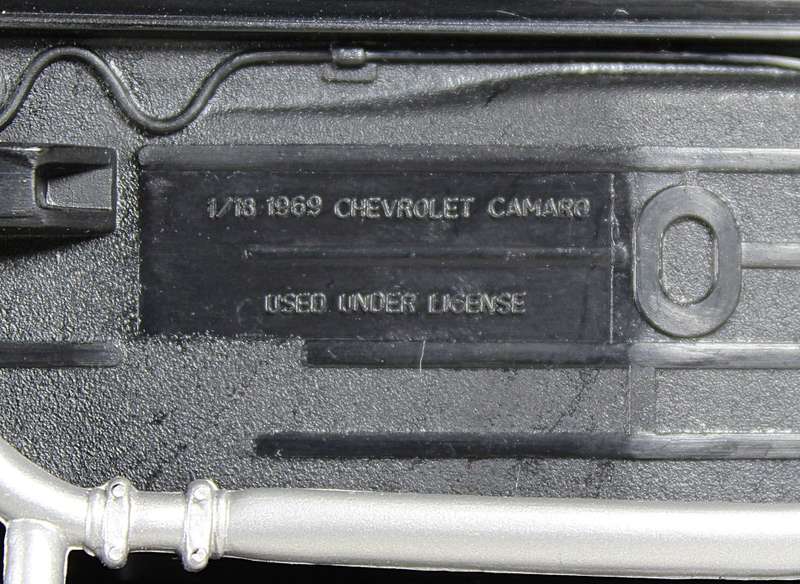 1/18 1969 CHEVROLET CAMARO
USED UNDER LICENSE